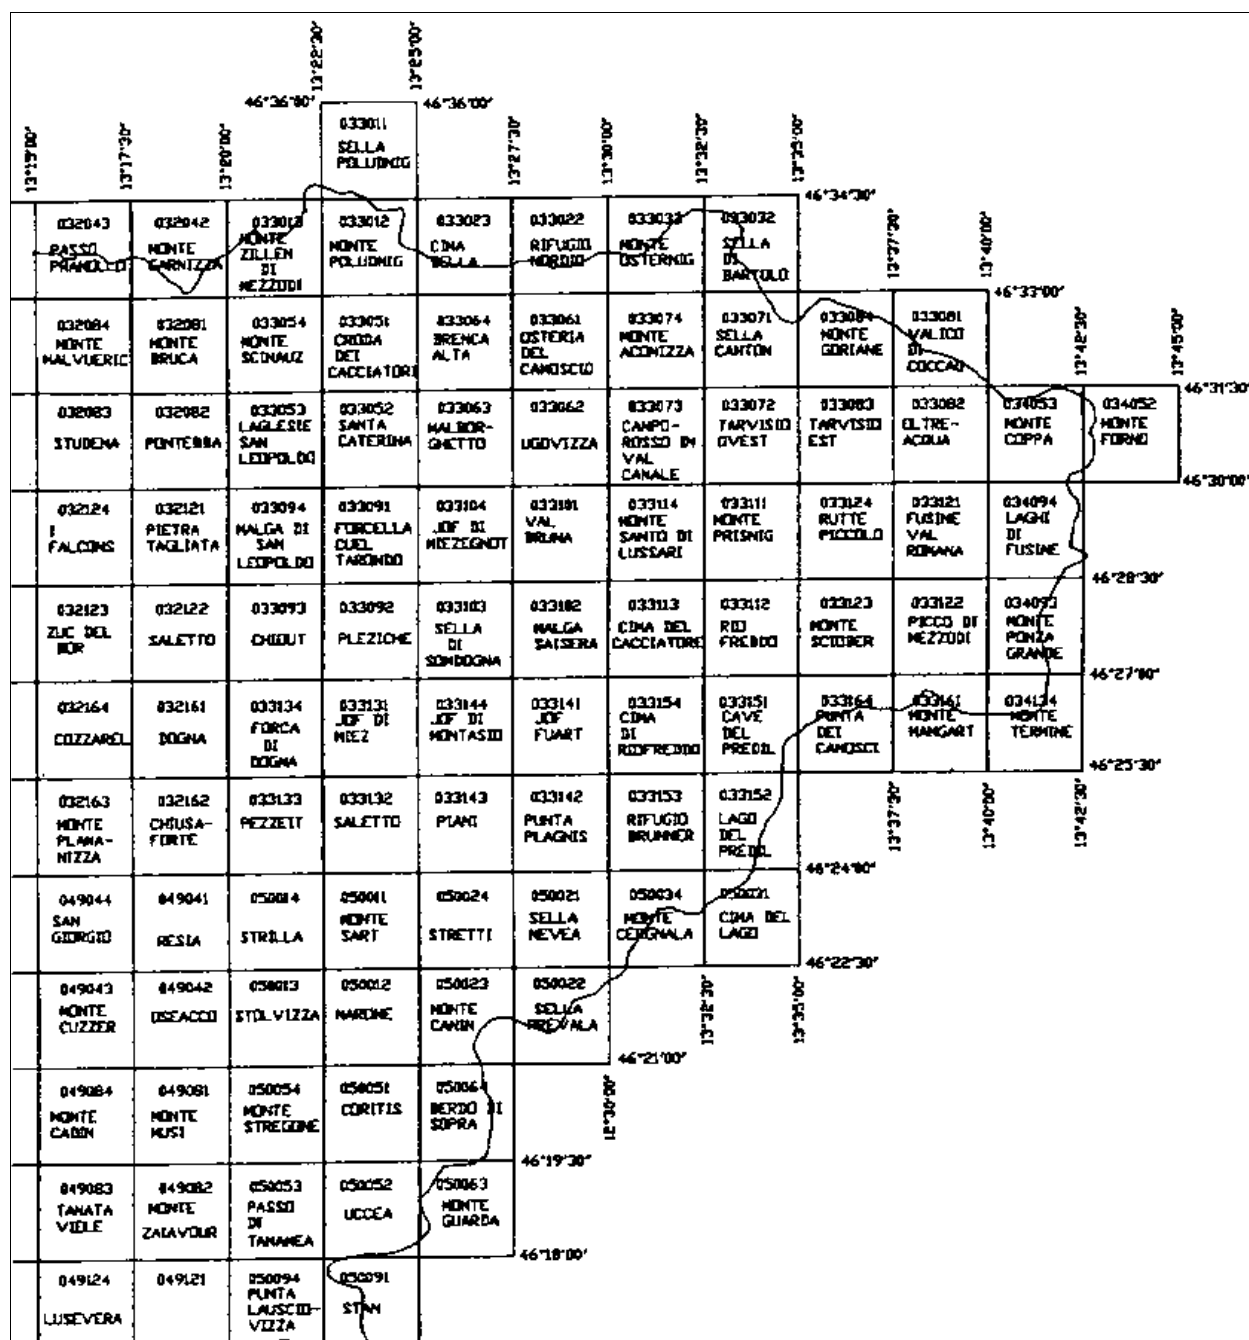 13°22'30"
13°25'00"
46°36'00"
46°36'00"
033011
SELLA
POLUDNIG
13°15'00"
13°17'30"
13°20'00"
13°27'30"
13°30'00"
13°32'30"
13°35'00"
46°34'30"
032043
PASSO
PRAMOLLO
032042
MONTE
GARNIZZA
033013
MONTE
ZILLEN
DI
MEZZODI
033012
MONTE
POLUDNIG
033023
CIMA
BELLA
033022
RIFUGIO
NORDIO
033033
MONTE
OSTERNIG
033032
SELLA
DI
BARTOLO
13°37'30"
13°40'00"
46°33'00"
032084
MONTE
MALVUERIC
032081
MONTE
BRUCA
033054
MONTE
SCINAUZ
033051
CRODA
DEI
CACCIATORI
033064
BRENCA
ALTA
033061
OSTERIA
DEL
CAMOSCIO
033074
MONTE
ACOMIZZA
033071
SELLA
CANTON
033084
MONTE
GORIANE
033081
VALICO
DI
COCCAU
13°42'30"
13°45'00"
46°31'30"
032083
STUDENA
032082
PONTEBBA
033053
LAGLESIE
SAN
LEOPOLDO
033052
SANTA
CATERINA
033063
MALBOR-
GHETTO
033062
UGOVIZZA
033073
CAMPO-
ROSSO IN
VAL
CANALE
033072
TARVISIO
OVEST
033083
TARVISIO
EST
033082
OLTRE-
ACQUA
034053
MONTE
COPPA
034052
MONTE
FORNO
46°30'00"
032124
I
FALCONS
032121
PIETRA
TAGLIATA
033094
MALGA DI
SAN
LEOPOLDO
033091
FORCELLA
CUEL
TARONDO
033104
JOF DI
MIEZEGNOT
033101
VAL
BRUNA
033114
MONTE
SANTO DI
LUSSARI
033111
MONTE
PRISNIG
033124
RUTTE
PICCOLO
033121
FUSINE
VAL
ROMANA
034094
LAGHI
DI
FUSINE
46°28'30"
032123
ZUC DEL
BOR
032122
SALETTO
033093
CHIOUT
033092
PLEZICHE
033103
SELLA
DI
SOMDOGNA
033102
MALGA
SAISERA
033113
CIMA DEL
CACCIATORE
033112
RIO
FREDDO
033123
MONTE
SCIOBER
033122
PICCO DI
MEZZODI
034093
MONTE
PONZA
GRANDE
46°27'00"
032164
COZZAREL
032161
DOGNA
033134
FORCA
DI
DOGNA
033131
JOF DI
MIEZ
033144
JOF DI
MONTASIO
033141
JOF
FUART
033154
CIMA
DI
RIOFREDDO
033151
CAVE
DEL
PREDIL
033164
PUNTA
DEI
CAMOSCI
033161
MONTE
MANGART
034134
MONTE
TERMINE
46°25'30"
032163
MONTE
PLANA-
NIZZA
032162
CHIUSA-
FORTE
033133
PEZZEIT
033132
SALETTO
033143
PIANI
033142
PUNTA
PLAGNIS
033153
RIFUGIO
BRUNNER
033152
LAGO
DEL
PREDIL
13°37'30"
13°40'00"
13°42'30"
46°24'00"
049044
SAN
GIORGIO
049041
RESIA
050014
STRILLA
050011
MONTE
SART
050024
STRETTI
050021
SELLA
NEVEA
050034
MONTE
CERGNALA
050031
CIMA DEL
LAGO
46°22'30"
049043
MONTE
CUZZER
049042
OSEACCO
050013
STOLVIZZA
050012
MARONE
050023
MONTE
CANIN
050022
SELLA
PREVALA
13°32'30"
13°35'00"
46°21'00"
049084
MONTE
CADIN
049081
MONTE
MUSI
050054
MONTE
STREGONE
050051
CORITIS
050064
BERDO DI
SOPRA
46°19'30"
049083
TANATA
VIELE
049082
MONTE
ZAIAVOUR
050053
PASSO
DI
TANAMEA
050052
UCCEA
050063
MONTE
GUARDA
46°18'00"
049124
LUSEVERA
049121
050094
PUNTA
LAUSCIO-
VIZZA
050091
STAN